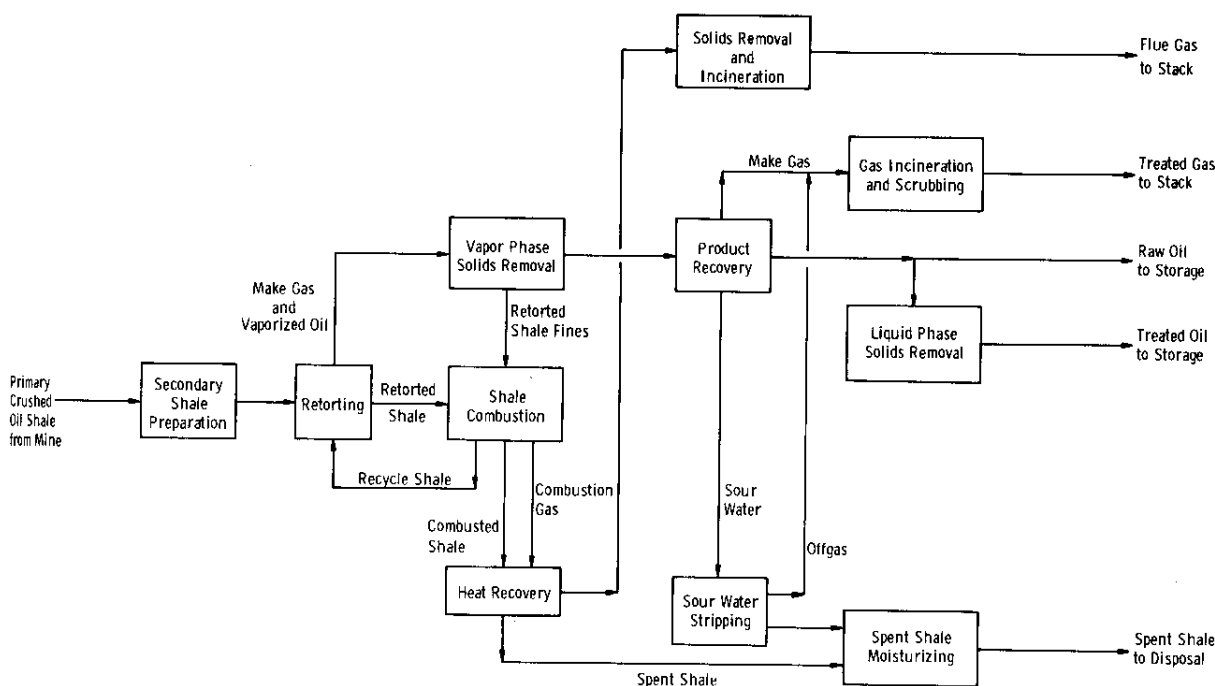 Solids Removal
and
Incineration
Flue Gas
to Stack
Make Gas
Gas Incineration
and Scrubbing
Treated Gas
to Stack
Vapor Phase
Solids Removal
Product
Recovery
Raw Oil
to Storage
Make Gas
and
Vaporized Oil
Retorted
Shale Fines
Liquid Phase
Solids Removal
Treated Oil
to Storage
Primary
Crushed
Oil Shale
from Mine
Secondary
Shale
Preparation
Retorting
Retorted
Shale
Shale
Combustion
Recycle Shale
Combusted
Shale
Combustion
Gas
Sour
Water
Offgas
Heat Recovery
Sour Water
Stripping
Spent Shale
Moisturizing
Spent Shale
to Disposal
Spent Shale